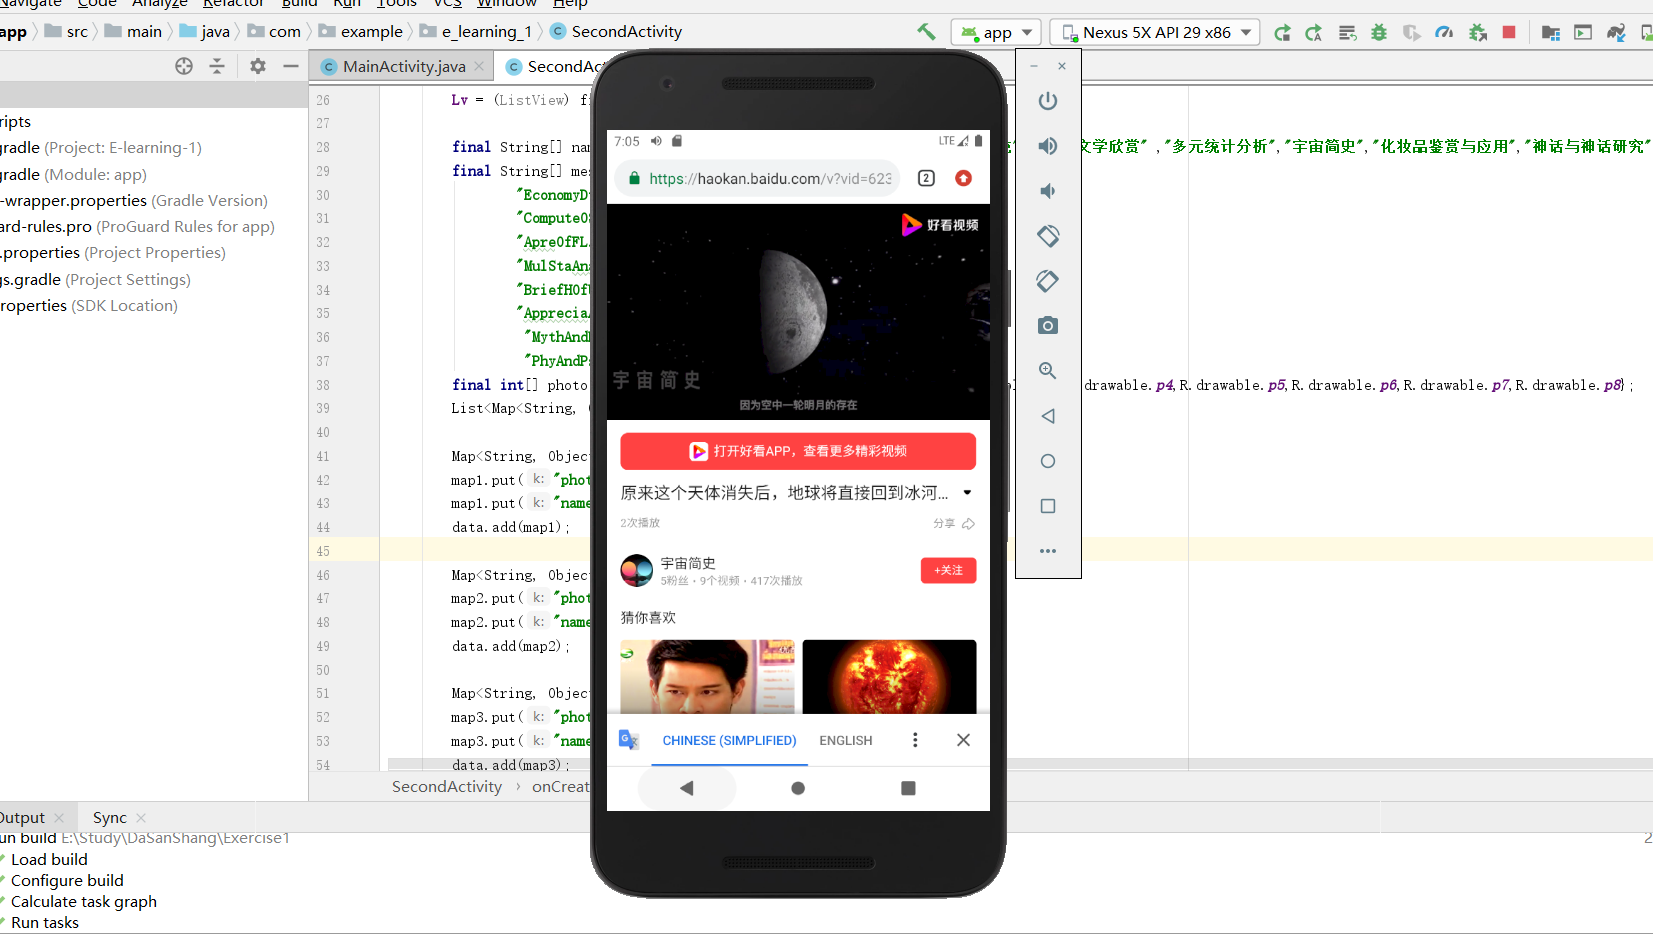 Navigate Code Analyze Refactor Build Run Tools VCS Window Help
app src main java com example e_learning_1 SecondActivity app Nexus 5X API 29 x86
MainActivity.java SecondAc
ripts
gradle (Project: E-learning-1)
gradle (Module: app)
-wrapper.properties (Gradle Version)
ard-rules.pro (ProGuard Rules for app)
.properties (Project Properties)
gs.gradle (Project Settings)
roperties (SDK Location)
26 Lv = (ListView) fi
27
28 final String[] nam 文学欣赏" ,"多元统计分析","宇宙简史","化妆品鉴赏与应用","神话与神话研究"
29 final String[] mes
30 "EconomyD
31 "ComputeOS
32 "ApreOfFL
33 "MulStaAna
34 "BriefHOfU
35 "Apprecia
36 "MythAnd
37 "PhyAndPs
38 final int[] photo drawable.p4,R.drawable.p5,R.drawable.p6,R.drawable.p7,R.drawable.p8};
39 List<Map<String, 
40
41 Map<String, Object
42 map1.put( k: "phot
43 map1.put( k: "name
44 data.add(map1);
45
46 Map<String, Object
47 map2.put( k: "phot
48 map2.put( k: "name
49 data.add(map2);
50
51 Map<String, Object
52 map3.put( k: "phot
53 map3.put( k: "name
54 data.add(map3);
SecondActivity › onCreat
7:05 LTE
https://haokan.baidu.com/v?vid=623
2
好看视频
宇宙简史
因为空中一轮明月的存在
打开好看APP，查看更多精彩视频
原来这个天体消失后，地球将直接回到冰河...
2次播放 分享
宇宙简史
5粉丝・9个视频・417次播放
+关注
猜你喜欢
CHINESE (SIMPLIFIED) ENGLISH
Output Sync
un build E:\Study\DaSanShang\Exercise1
Load build
Configure build
Calculate task graph
Run tasks